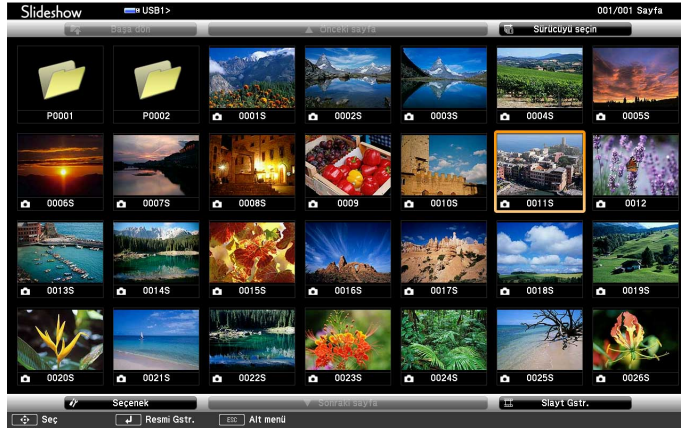 Slideshow USB1> 001/001 Sayfa
Başa dön Önceki sayfa Sürücüyü seçin
P0001 P0002 0001S 0002S 0003S 0004S 0005S
0006S 0007S 0008S 0009 0010S 0011S 0012
0013S 0014S 0015S 0016S 0017S 0018S 0019S
0020S 0021S 0022S 0023S 0024S 0025S 0026S
Seçenek Sonraki sayfa Slayt Gstr.
Seç Resmi Gstr. ESC Alt menü